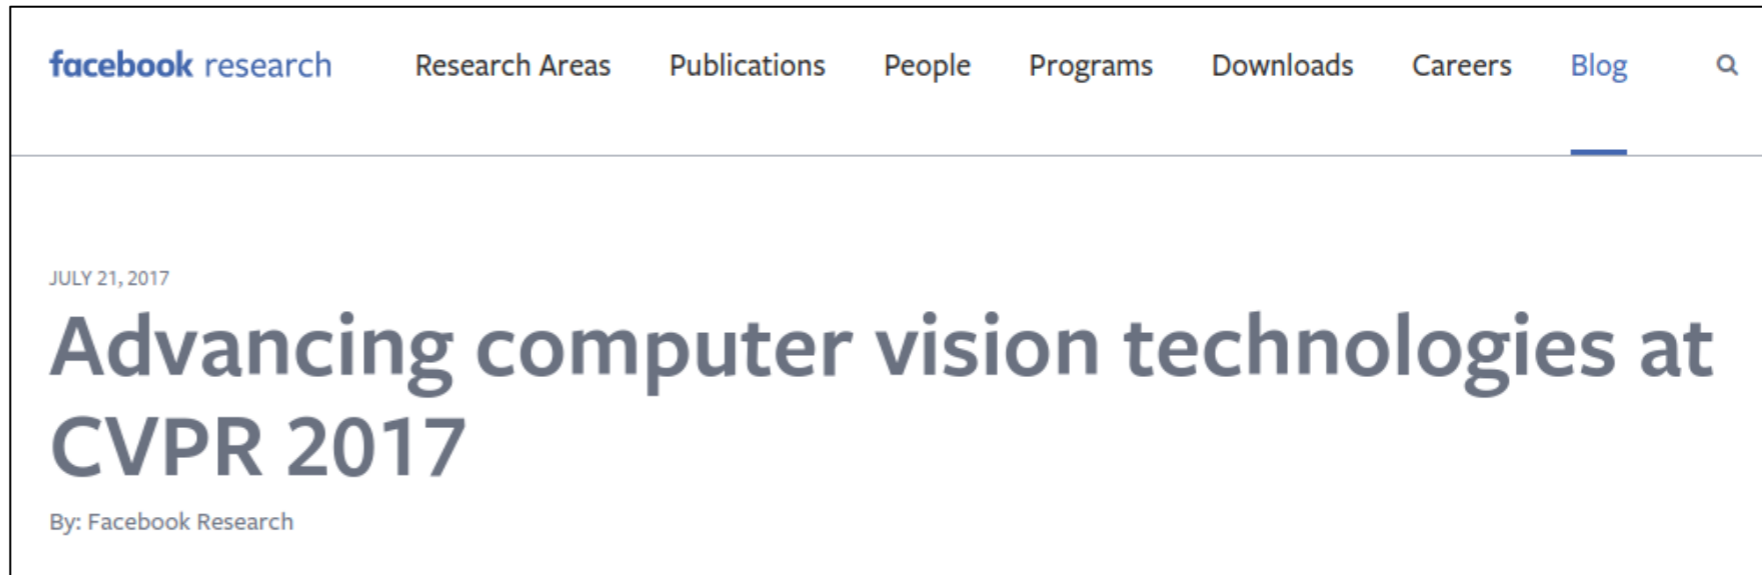 facebook research Research Areas Publications People Programs Downloads Careers Blog
JULY 21, 2017
Advancing computer vision technologies at
CVPR 2017
By: Facebook Research